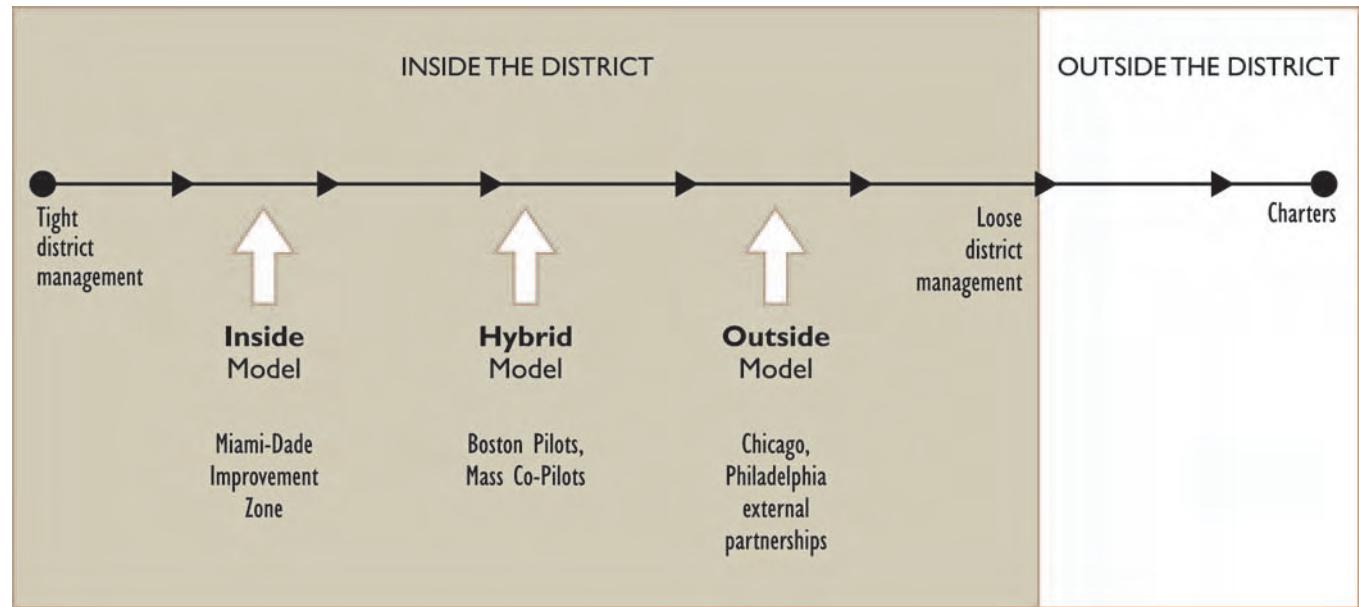 INSIDE THE DISTRICT
OUTSIDE THE DISTRICT
Tight
district
management
Loose
district
management
Charters
Inside
Model
Miami-Dade
Improvement
Zone
Hybrid
Model
Boston Pilots,
Mass Co-Pilots
Outside
Model
Chicago,
Philadelphia
external
partnerships